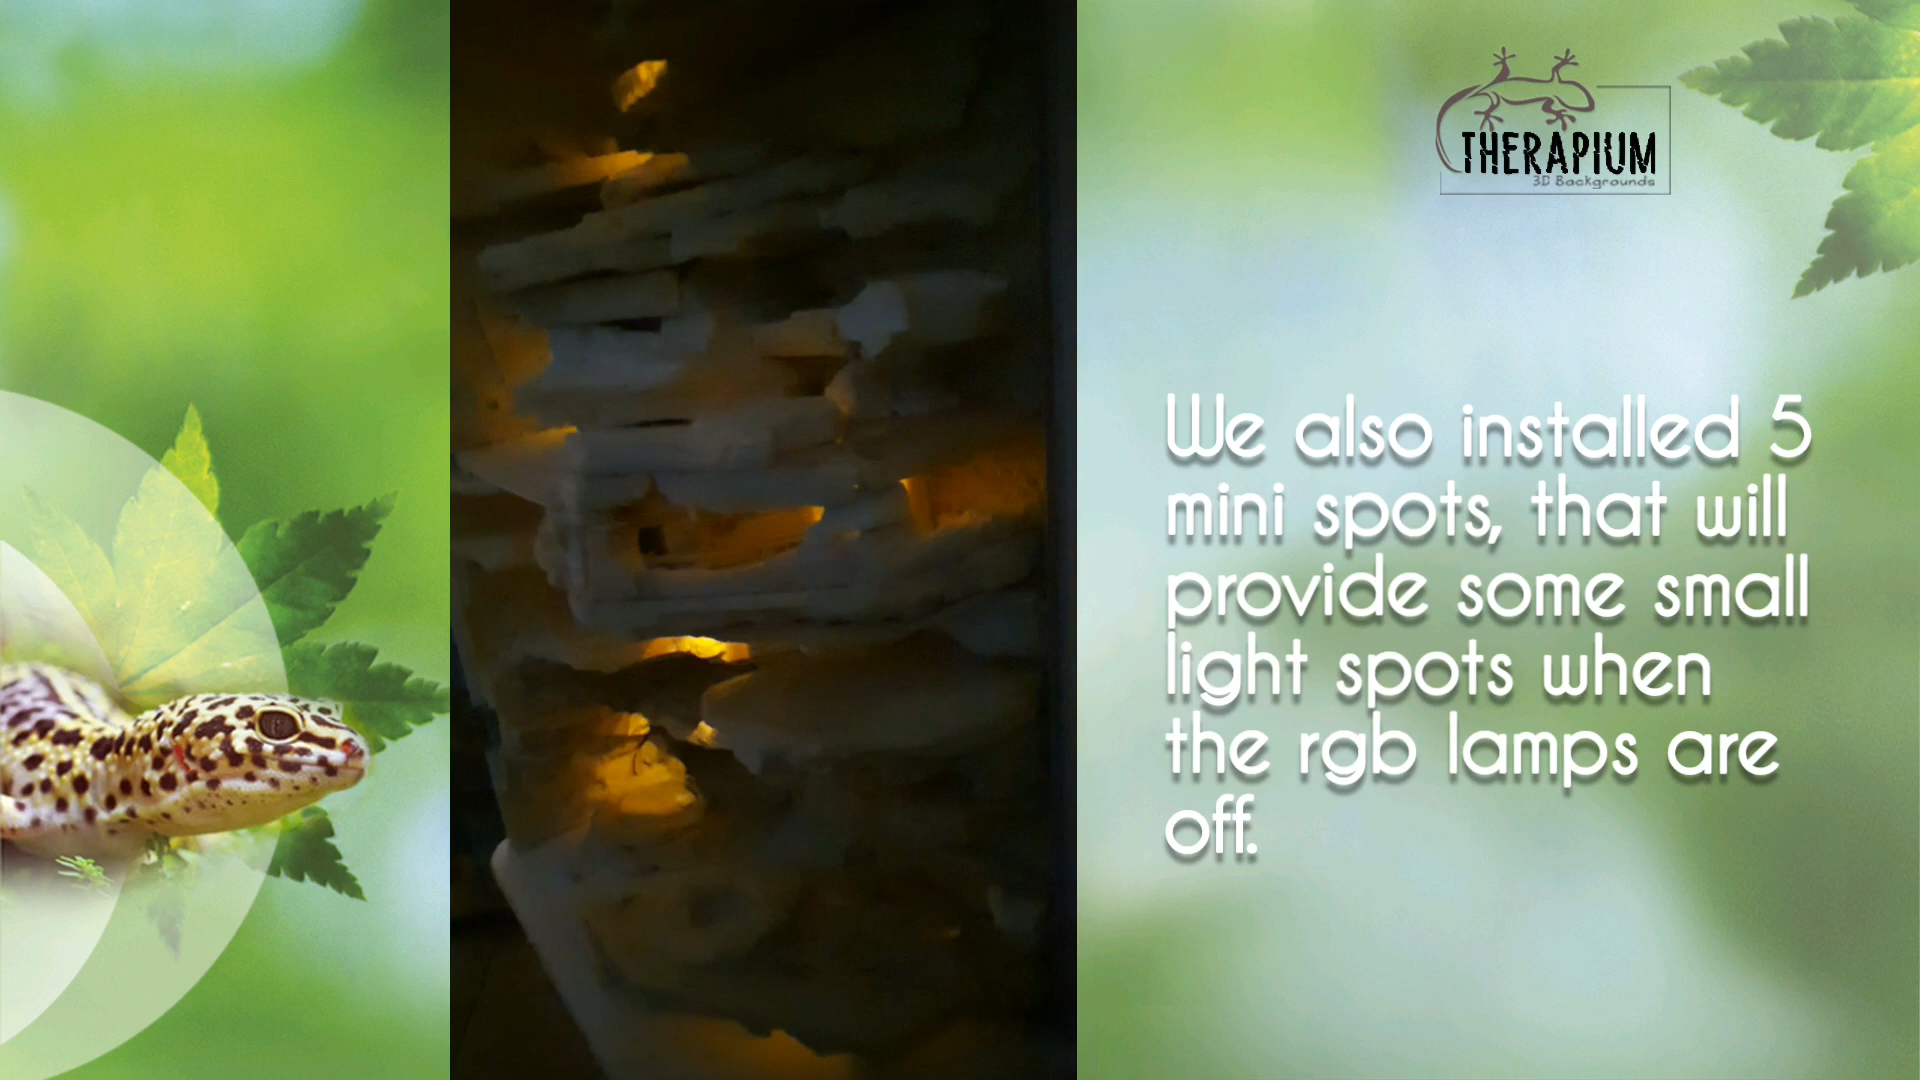 THERAPIUM
3D Backgrounds
We also installed 5
mini spots, that will
provide some small
light spots when
the rgb lamps are
off.